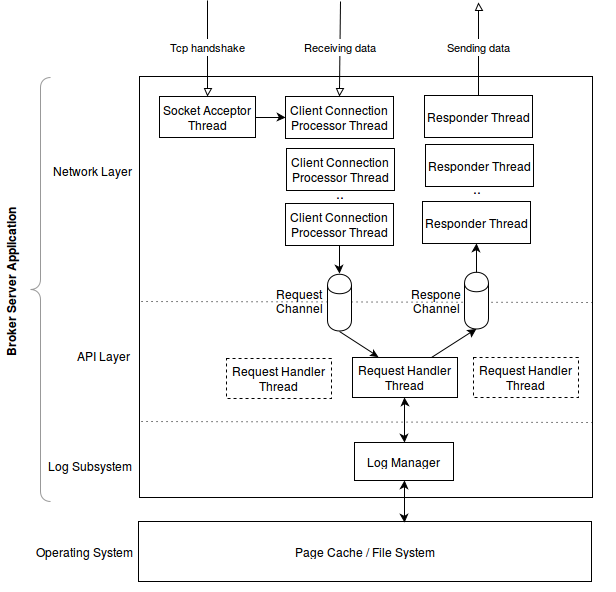 Tcp handshake
Receiving data
Sending data
Socket Acceptor
Thread
Client Connection
Processor Thread
Responder Thread
Network Layer
Client Connection
Processor Thread
Responder Thread
..
..
Client Connection
Processor Thread
Responder Thread
Broker Server Application
Request
Channel
Respone
Channel
API Layer
Request Handler
Thread
Request Handler
Thread
Request Handler
Thread
Log Subsystem
Log Manager
Operating System
Page Cache / File System